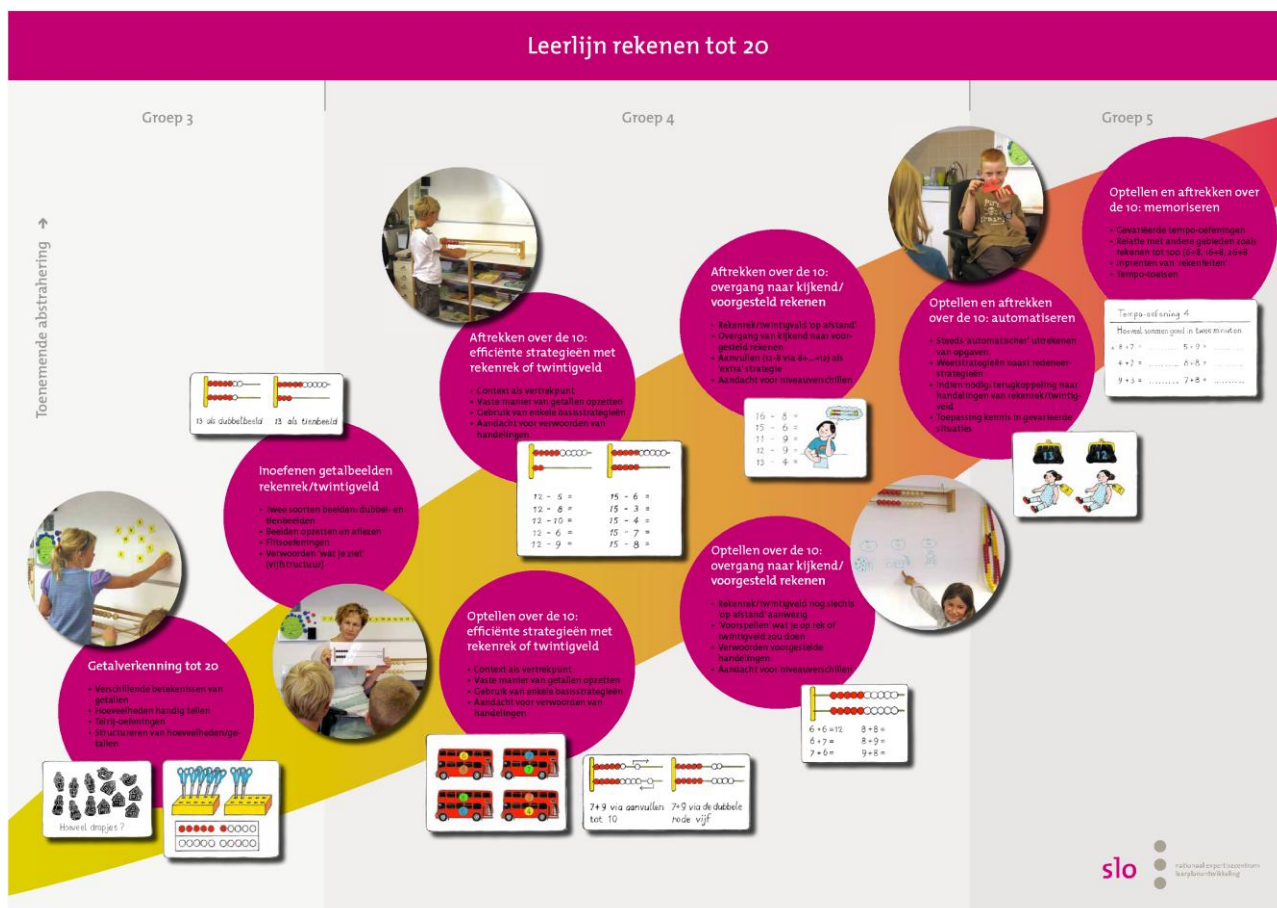 Leerlijn rekenen tot 20
Groep 3
Groep 4
Groep 5
Toenemende abstrahering →
Getalverkenning tot 20
• Verschillende betekenissen van
getallen
• Hoeveelheden handig tellen
• Telrij-oefeningen
• Structureren van hoeveelheden/ge-
tallen
Hoeveel dropjes?
13 als dubbelbeeld
13 als tienbeeld
Inoefenen getalbeelden
rekenrek/twintigveld
• Twee soorten beelden: dubbel- en
tienbeelden
• Beelden opzetten en aflezen
• Flitsoefeningen
• Verwoorden 'wat je ziet'
(vijfstructuur)
Aftrekken over de 10:
efficiënte strategieën met
rekenrek of twintigveld
• Context als vertrekpunt
• Vaste manier van getallen opzetten
• Gebruik van enkele basisstrategieën
• Aandacht voor verwoorden van
handelingen
12 - 5 =
12 - 8 =
12 - 10 =
12 - 6 =
12 - 9 =
15 - 6 =
15 - 3 =
15 - 4 =
15 - 7 =
15 - 8 =
Optellen over de 10:
efficiënte strategieën met
rekenrek of twintigveld
• Context als vertrekpunt
• Vaste manier van getallen opzetten
• Gebruik van enkele basisstrategieën
• Aandacht voor verwoorden van
handelingen
7+9 via aanvullen
tot 10
7+9 via de dubbele
rode vijf
Aftrekken over de 10:
overgang naar kijkend/
voorgesteld rekenen
• Rekenrek/twintigveld 'op afstand'
• Overgang van kijkend naar voor-
gesteld rekenen
• Aanvullen (12-8 via 8+...=12) als
'extra' strategie
• Aandacht voor niveauverschillen
16 - 8 =
15 - 6 =
11 - 9 =
12 - 9 =
13 - 4 =
Optellen over de 10:
overgang naar kijkend/
voorgesteld rekenen
• Rekenrek/twintigveld nog slechts
'op afstand' aanwezig
• 'Voorspellen' wat je op rek of
twintigveld zou doen
• Verwoorden voorgestelde
handelingen
• Aandacht voor niveauverschillen
6+6=12
6+7=
7+6=
8+8=
8+9=
9+8=
Optellen en aftrekken
over de 10: automatiseren
• Steeds 'automatischer' uitrekenen
van opgaven
• Weetstrategieën naast redeneer-
strategieën
• Indien nodig: terugkoppeling naar
handelingen van rekenrek/twintig-
veld
• Toepassing kennis in gevarieerde
situaties
13
12
Optellen en aftrekken over
de 10: memoriseren
• Gevarieerde tempo-oefeningen
• Relatie met andere gebieden zoals
rekenen tot 100 (6+8, 16+8, 26+8
• Inprenten van 'rekenfeiten'
• Tempo-toetsen
Tempo-oefening 4
Hoeveel sommen goed in twee minuten
6+7 = ......... 5+9 = .........
4+7 = ......... 6+8 = .........
9+5 = ......... 7+8 = .........
slo
nationaal expertisecentrum
leerplanontwikkeling